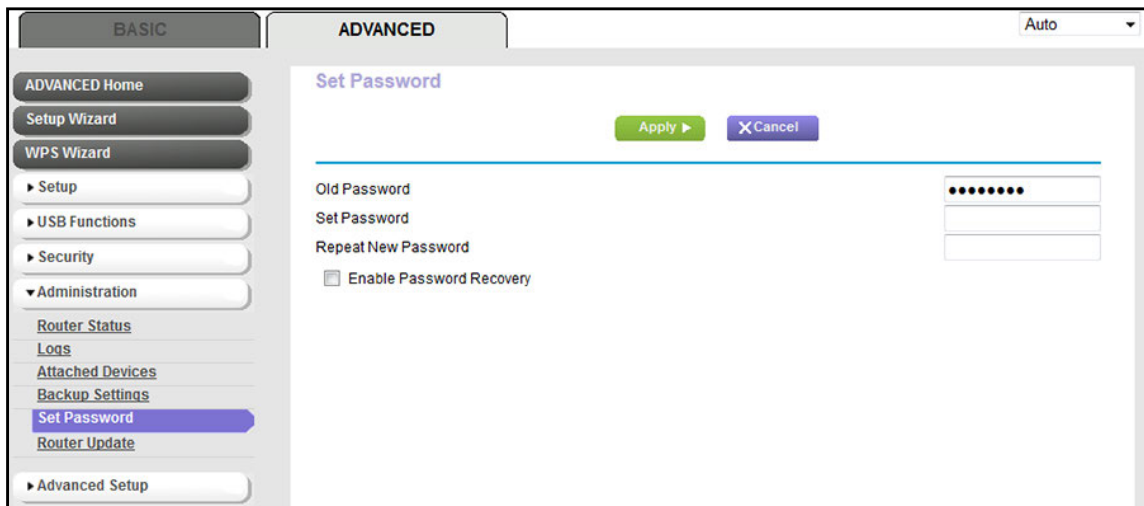 BASIC
ADVANCED
Auto
ADVANCED Home
Setup Wizard
WPS Wizard
Setup
USB Functions
Security
Administration
Router Status
Logs
Attached Devices
Backup Settings
Set Password
Router Update
Advanced Setup
Set Password
Apply
Cancel
Old Password ••••••••
Set Password
Repeat New Password
Enable Password Recovery